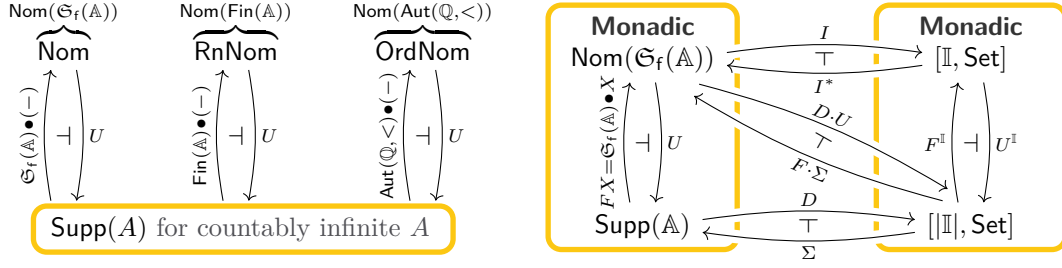 Nom(𝔖f(𝔸)) Nom(Fin(𝔸)) Nom(Aut(ℚ,<))
Nom RnNom OrdNom
𝔖f(𝔸)●(−) ⊣ U Fin(𝔸)●(−) ⊣ U Aut(ℚ,<)●(−) ⊣ U
Supp(A) for countably infinite A
Monadic Monadic
Nom(𝔖f(𝔸)) I ⊤ I* [𝕀, Set]
FX=𝔖f(𝔸)●X ⊣ U D·U ⊤ F·Σ F𝕀 ⊣ U𝕀
Supp(𝔸) D ⊤ Σ [|𝕀|, Set]